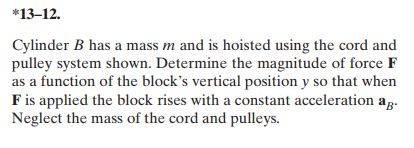 *13–12.
Cylinder B has a mass m and is hoisted using the cord and
pulley system shown. Determine the magnitude of force F
as a function of the block's vertical position y so that when
F is applied the block rises with a constant acceleration aB.
Neglect the mass of the cord and pulleys.